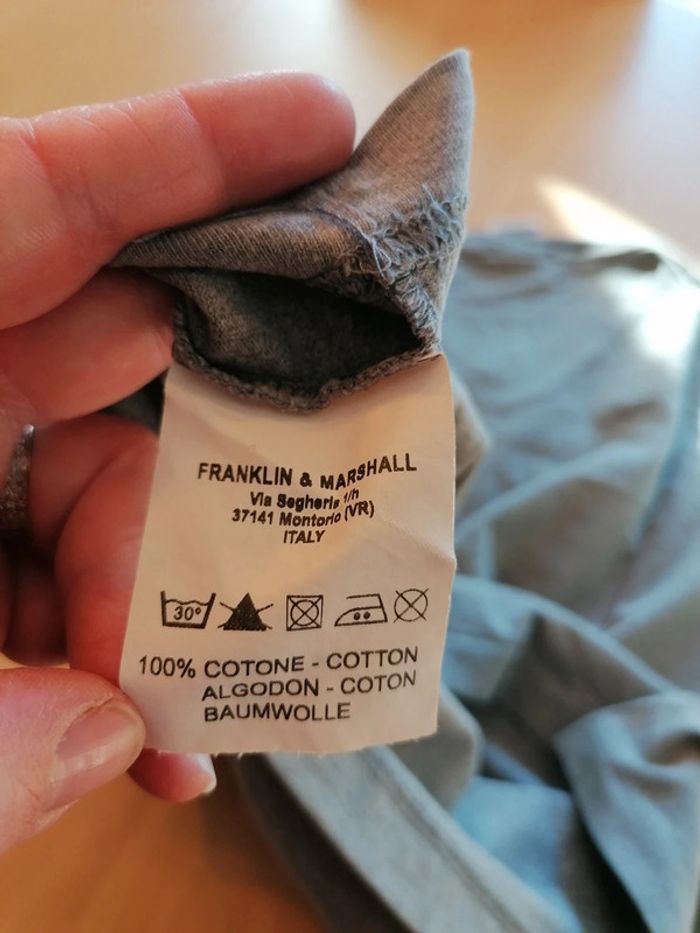 FRANKLIN & MARSHALL
Via Segheria 1/h
37141 Montorio (VR)
ITALY
30°
100% COTONE - COTTON
ALGODON - COTON
BAUMWOLLE